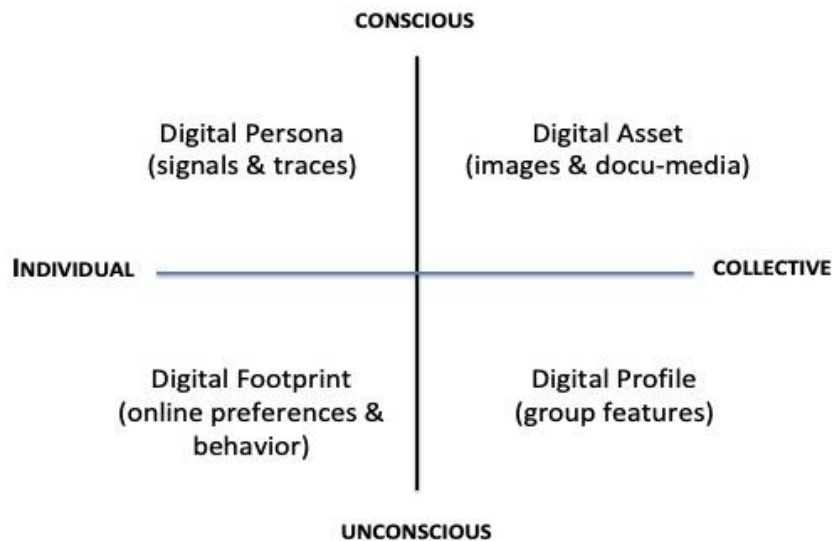 CONSCIOUS
Digital Persona
(signals & traces)
Digital Asset
(images & docu-media)
INDIVIDUAL
COLLECTIVE
Digital Footprint
(online preferences &
behavior)
Digital Profile
(group features)
UNCONSCIOUS